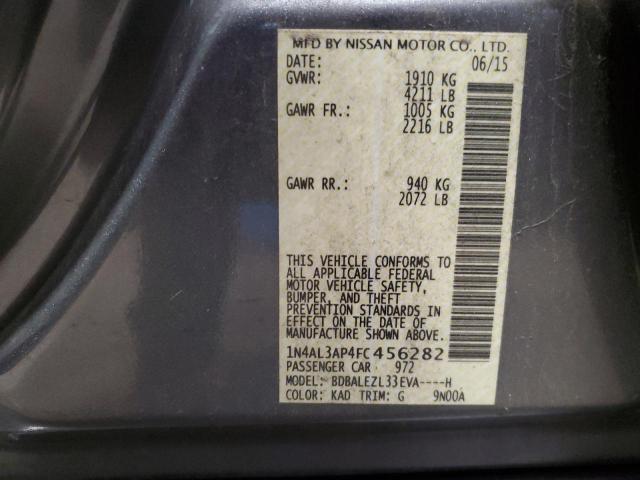 MFD BY NISSAN MOTOR CO., LTD.
DATE: 06/15
GVWR: 1910 KG
4211 LB
GAWR FR.: 1005 KG
2216 LB
GAWR RR.: 940 KG
2072 LB
THIS VEHICLE CONFORMS TO
ALL APPLICABLE FEDERAL
MOTOR VEHICLE SAFETY,
BUMPER, AND THEFT
PREVENTION STANDARDS IN
EFFECT ON THE DATE OF
MANUFACTURE SHOWN ABOVE.
1N4AL3AP4FC456282
PASSENGER CAR 972
MODEL: BDBALEZL33EVA----H
COLOR: KAD TRIM: G 9N00A